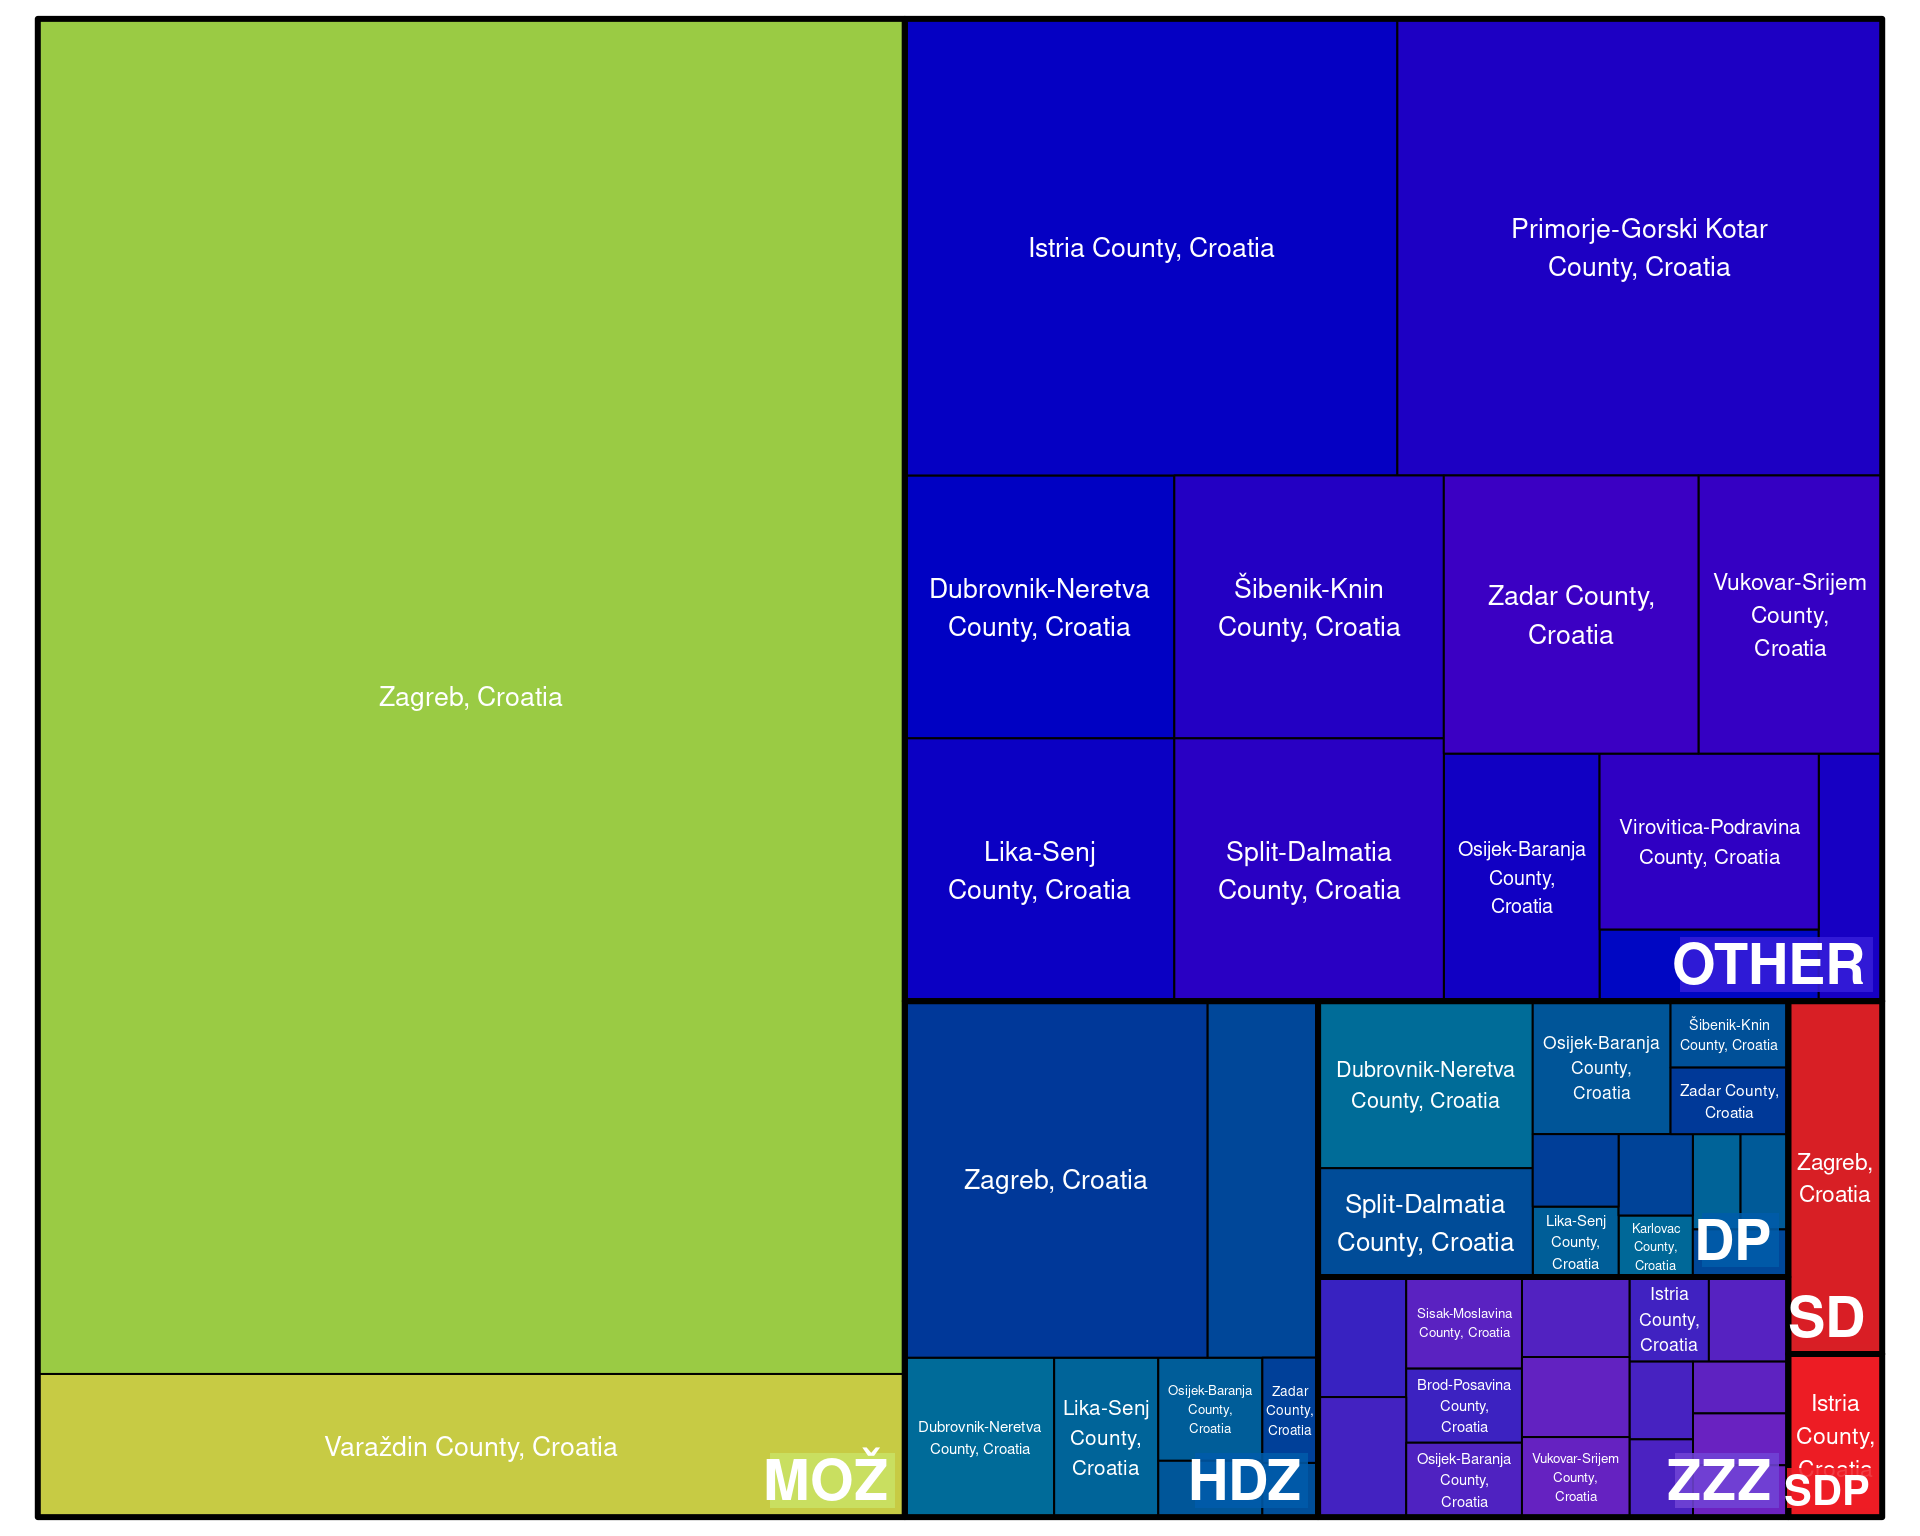 Zagreb, Croatia
Varaždin County, Croatia
MOŽ
Istria County, Croatia
Primorje-Gorski Kotar
County, Croatia
Dubrovnik-Neretva
County, Croatia
Šibenik-Knin
County, Croatia
Zadar County,
Croatia
Vukovar-Srijem
County,
Croatia
Lika-Senj
County, Croatia
Split-Dalmatia
County, Croatia
Osijek-Baranja
County,
Croatia
Virovitica-Podravina
County, Croatia
OTHER
Zagreb, Croatia
Dubrovnik-Neretva
County, Croatia
Lika-Senj
County,
Croatia
Osijek-Baranja
County,
Croatia
Zadar
County,
Croatia
HDZ
Dubrovnik-Neretva
County, Croatia
Split-Dalmatia
County, Croatia
Osijek-Baranja
County,
Croatia
Šibenik-Knin
County, Croatia
Zadar County,
Croatia
Lika-Senj
County,
Croatia
Karlovac
County,
Croatia
DP
Sisak-Moslavina
County, Croatia
Brod-Posavina
County,
Croatia
Osijek-Baranja
County,
Croatia
Vukovar-Srijem
County,
Croatia
Istria
County,
Croatia
ZZZ
Zagreb,
Croatia
SD
Istria
County,
Croatia
SDP